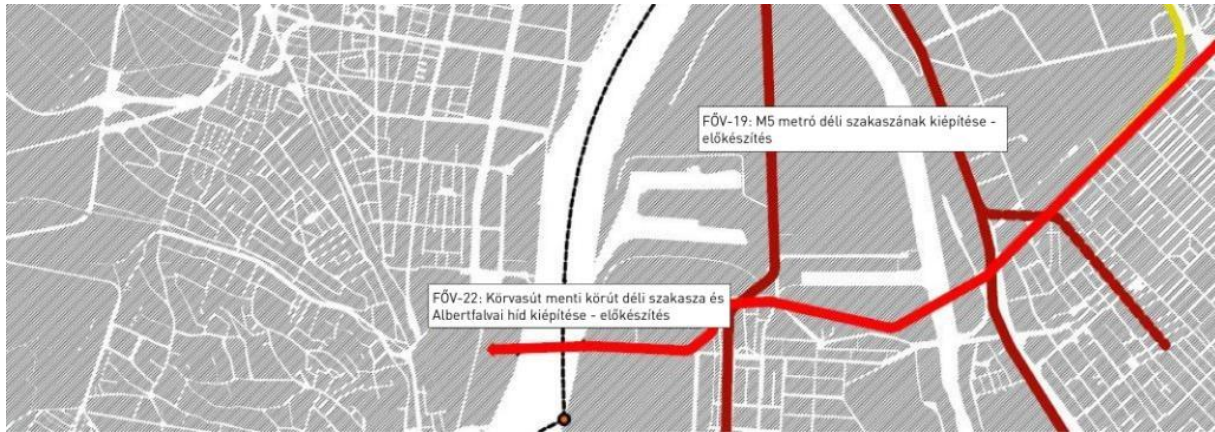 FŐV-19: M5 metró déli szakaszának kiépítése -
előkészítés
FŐV-22: Körvasút menti körút déli szakasza és
Albertfalvai híd kiépítése - előkészítés